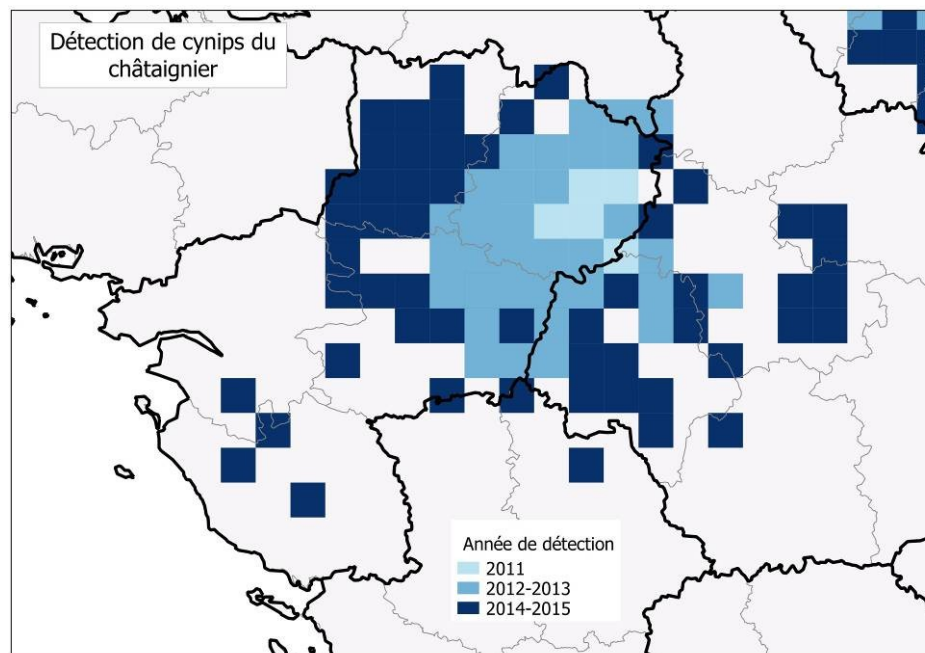 Détection de cynips du
châtaignier
Année de détection
2011
2012-2013
2014-2015